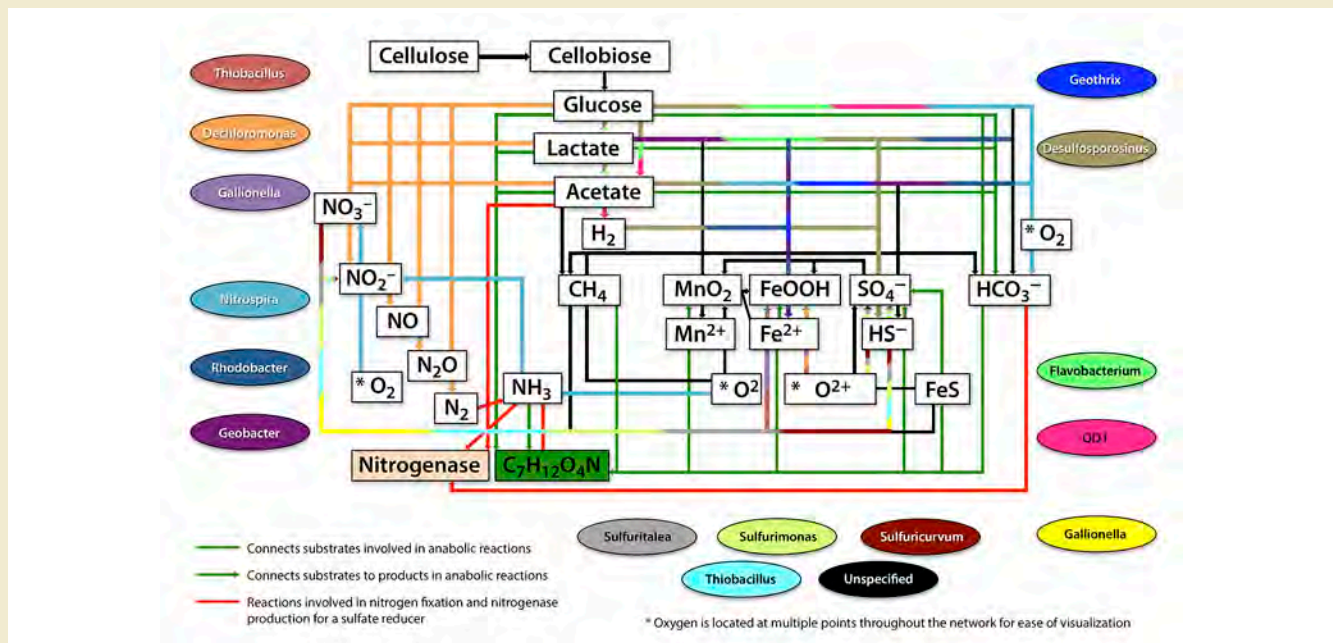 Cellulose
Cellobiose
Thiobacillus
Geothrix
Glucose
Dechloromonas
Lactate
Desulfosporosinus
Gallionella
Acetate
NO₃⁻
H₂
* O₂
NO₂⁻
CH₄
MnO₂
FeOOH
SO₄⁻
HCO₃⁻
Nitrospira
NO
Mn²⁺
Fe²⁺
HS⁻
N₂O
Rhodobacter
* O₂
NH₃
* O²
* O²⁺
FeS
Flavobacterium
N₂
Geobacter
OD1
Nitrogenase
C₇H₁₂O₄N
Sulfuritalea
Sulfurimonas
Sulfuricurvum
Gallionella
Thiobacillus
Unspecified
Connects substrates involved in anabolic reactions
Connects substrates to products in anabolic reactions
Reactions involved in nitrogen fixation and nitrogenase
production for a sulfate reducer
* Oxygen is located at multiple points throughout the network for ease of visualization